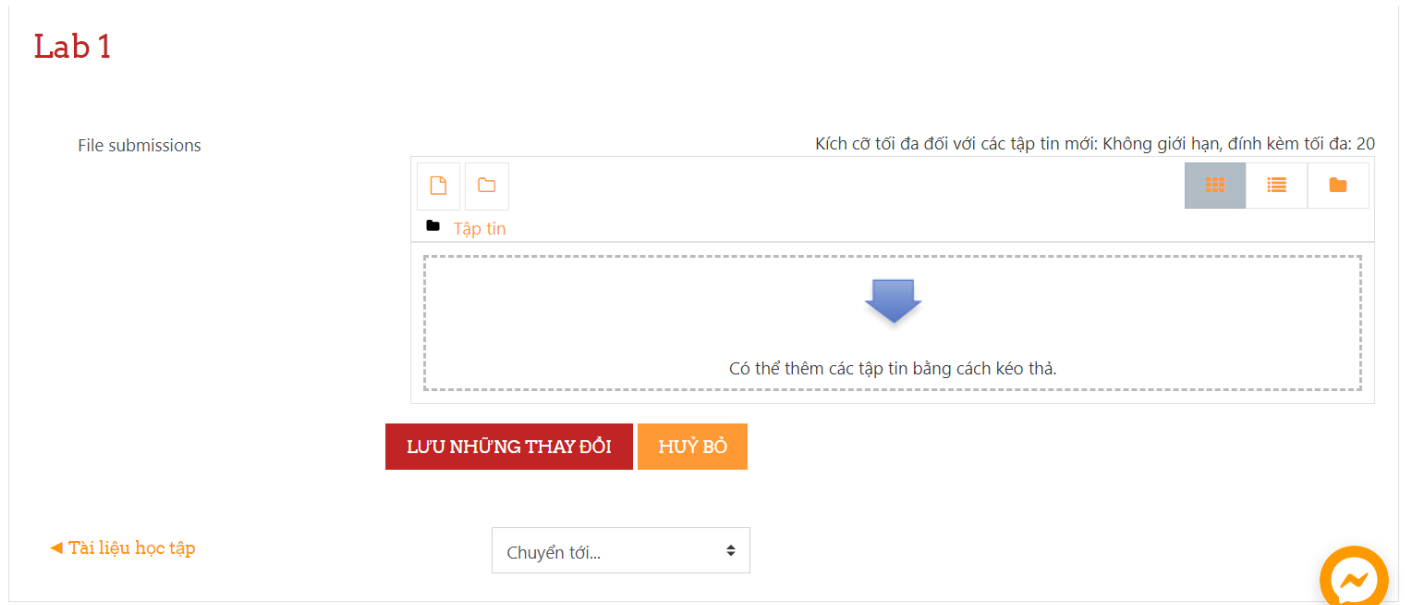 Lab 1
File submissions
Kích cỡ tối đa đối với các tập tin mới: Không giới hạn, đính kèm tối đa: 20
Tập tin
Có thể thêm các tập tin bằng cách kéo thả.
LƯU NHỮNG THAY ĐỔI
HUỶ BỎ
◄ Tài liệu học tập
Chuyển tới...